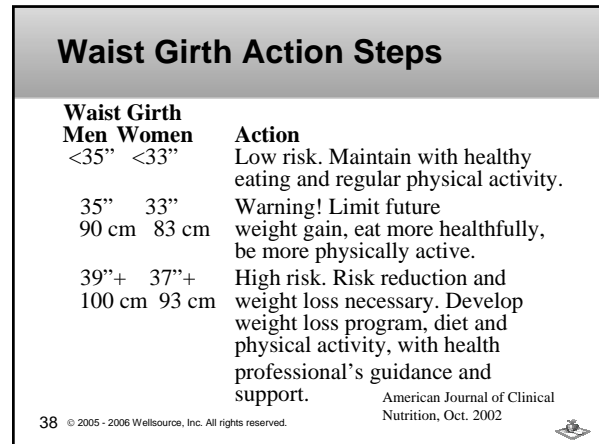 Waist Girth Action Steps
Waist Girth
Men Women Action
<35” <33” Low risk. Maintain with healthy
eating and regular physical activity.
35” 33” Warning! Limit future
90 cm 83 cm weight gain, eat more healthfully,
be more physically active.
39”+ 37”+ High risk. Risk reduction and
100 cm 93 cm weight loss necessary. Develop
weight loss program, diet and
physical activity, with health
professional’s guidance and
support. American Journal of Clinical
Nutrition, Oct. 2002
38 © 2005 - 2006 Wellsource, Inc. All rights reserved.